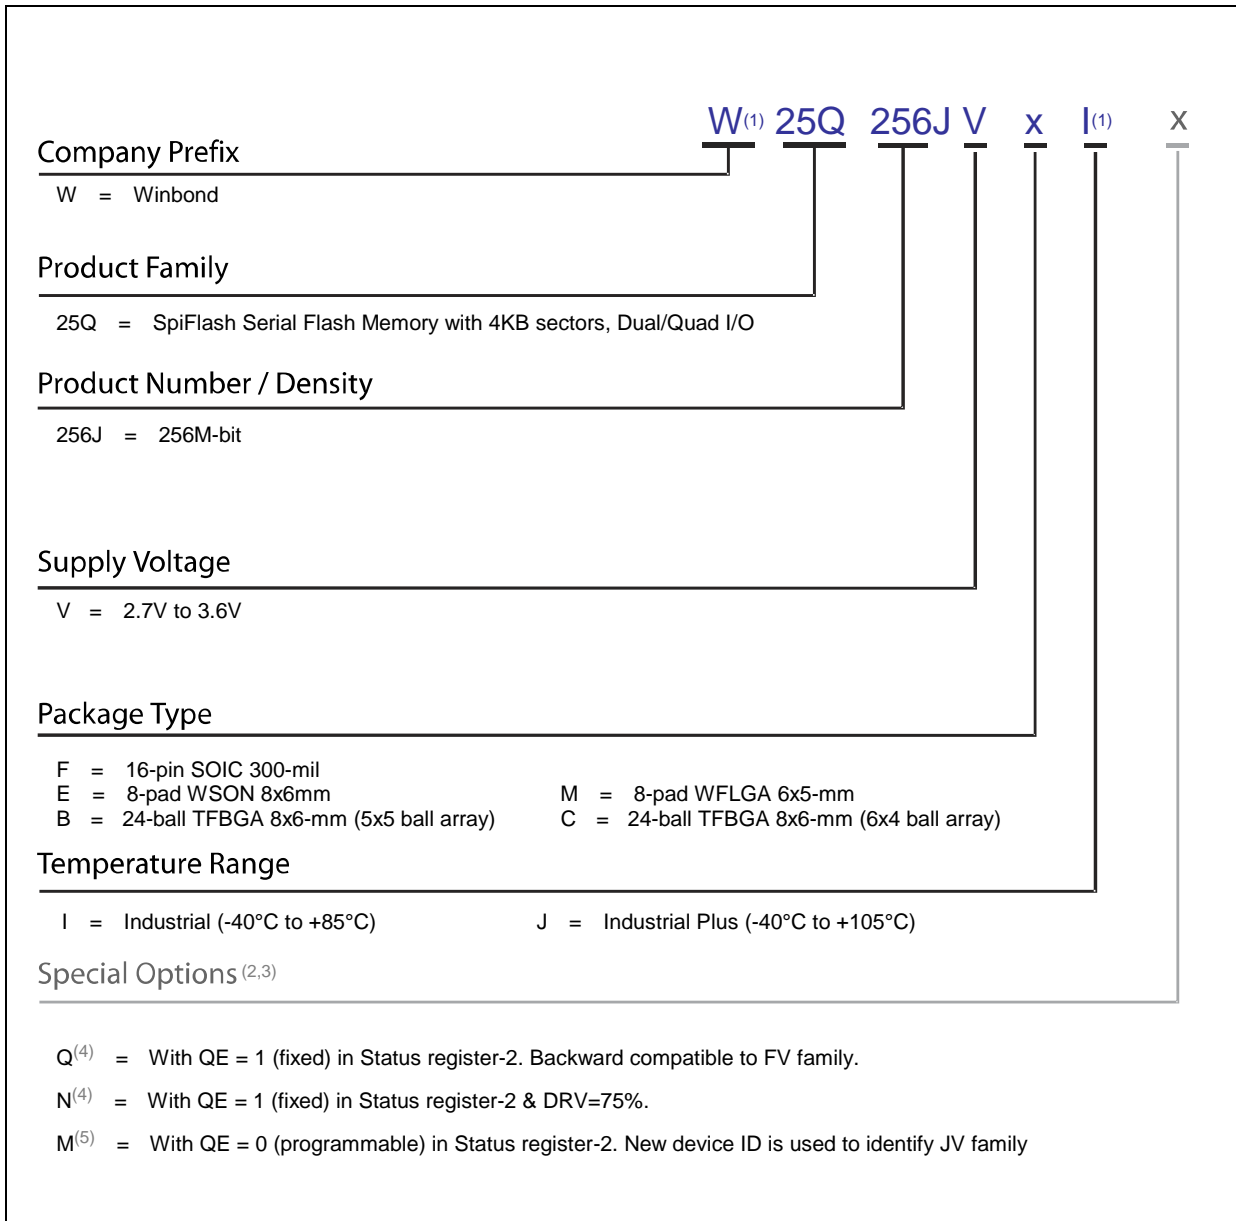 W(1) 25Q 256J V x I(1) x
Company Prefix
W = Winbond
Product Family
25Q = SpiFlash Serial Flash Memory with 4KB sectors, Dual/Quad I/O
Product Number / Density
256J = 256M-bit
Supply Voltage
V = 2.7V to 3.6V
Package Type
F = 16-pin SOIC 300-mil
E = 8-pad WSON 8x6mm M = 8-pad WFLGA 6x5-mm
B = 24-ball TFBGA 8x6-mm (5x5 ball array) C = 24-ball TFBGA 8x6-mm (6x4 ball array)
Temperature Range
I = Industrial (-40°C to +85°C) J = Industrial Plus (-40°C to +105°C)
Special Options (2,3)
Q(4) = With QE = 1 (fixed) in Status register-2. Backward compatible to FV family.
N(4) = With QE = 1 (fixed) in Status register-2 & DRV=75%.
M(5) = With QE = 0 (programmable) in Status register-2. New device ID is used to identify JV family